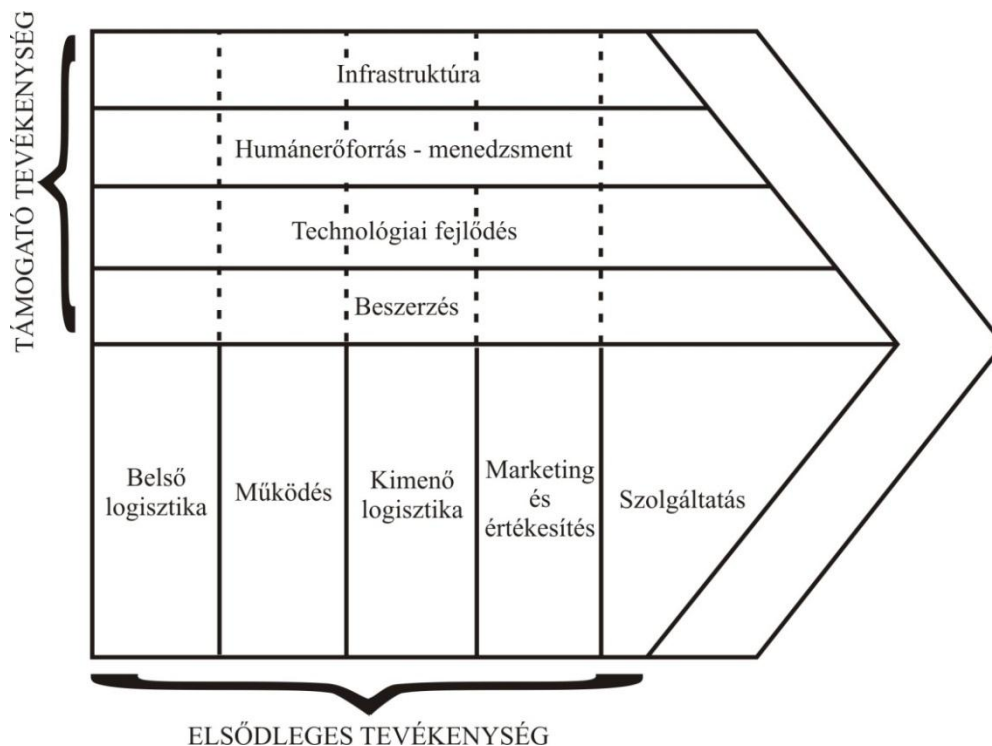 TÁMOGATÓ TEVÉKENYSÉG
Infrastruktúra
Humánerőforrás - menedzsment
Technológiai fejlődés
Beszerzés
Belső
logisztika
Működés
Kimenő
logisztika
Marketing
és
értékesítés
Szolgáltatás
ELSŐDLEGES TEVÉKENYSÉG